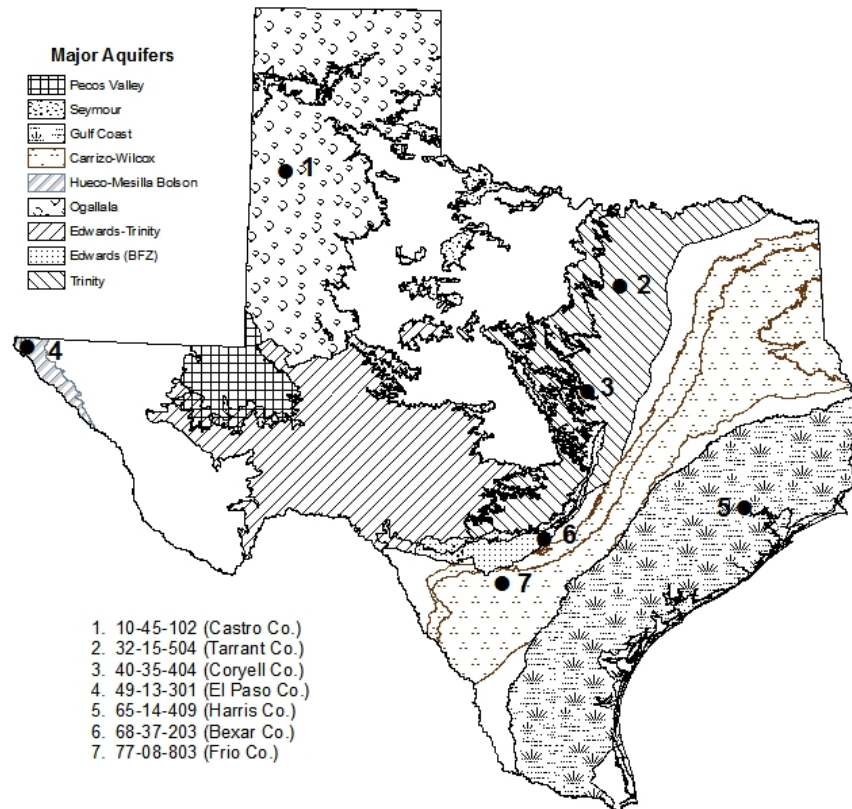 Major Aquifers
Pecos Valley
Seymour
Gulf Coast
Carrizo-Wilcox
Hueco-Mesilla Bolson
Ogallala
Edwards-Trinity
Edwards (BFZ)
Trinity
1
2
3
4
5
6
7
1. 10-45-102 (Castro Co.)
2. 32-15-504 (Tarrant Co.)
3. 40-35-404 (Coryell Co.)
4. 49-13-301 (El Paso Co.)
5. 65-14-409 (Harris Co.)
6. 68-37-203 (Bexar Co.)
7. 77-08-803 (Frio Co.)